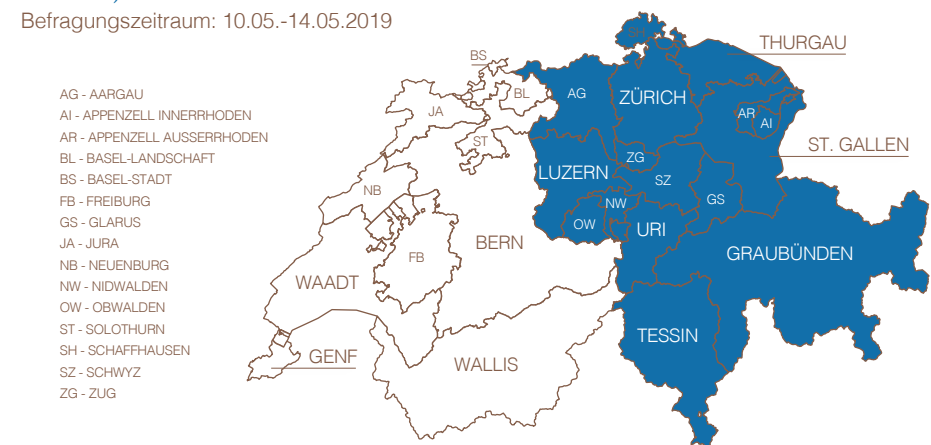 Befragungszeitraum: 10.05.-14.05.2019
AG - AARGAU
AI - APPENZELL INNERRHODEN
AR - APPENZELL AUSSERRHODEN
BL - BASEL-LANDSCHAFT
BS - BASEL-STADT
FB - FREIBURG
GS - GLARUS
JA - JURA
NB - NEUENBURG
NW - NIDWALDEN
OW - OBWALDEN
ST - SOLOTHURN
SH - SCHAFFHAUSEN
SZ - SCHWYZ
ZG - ZUG
SH
THURGAU
BS
BL
AG
ZÜRICH
JA
AR
AI
ST
ST. GALLEN
ZG
LUZERN
SZ
NB
NW
GS
OW
URI
BERN
FB
GRAUBÜNDEN
WAADT
TESSIN
GENF
WALLIS